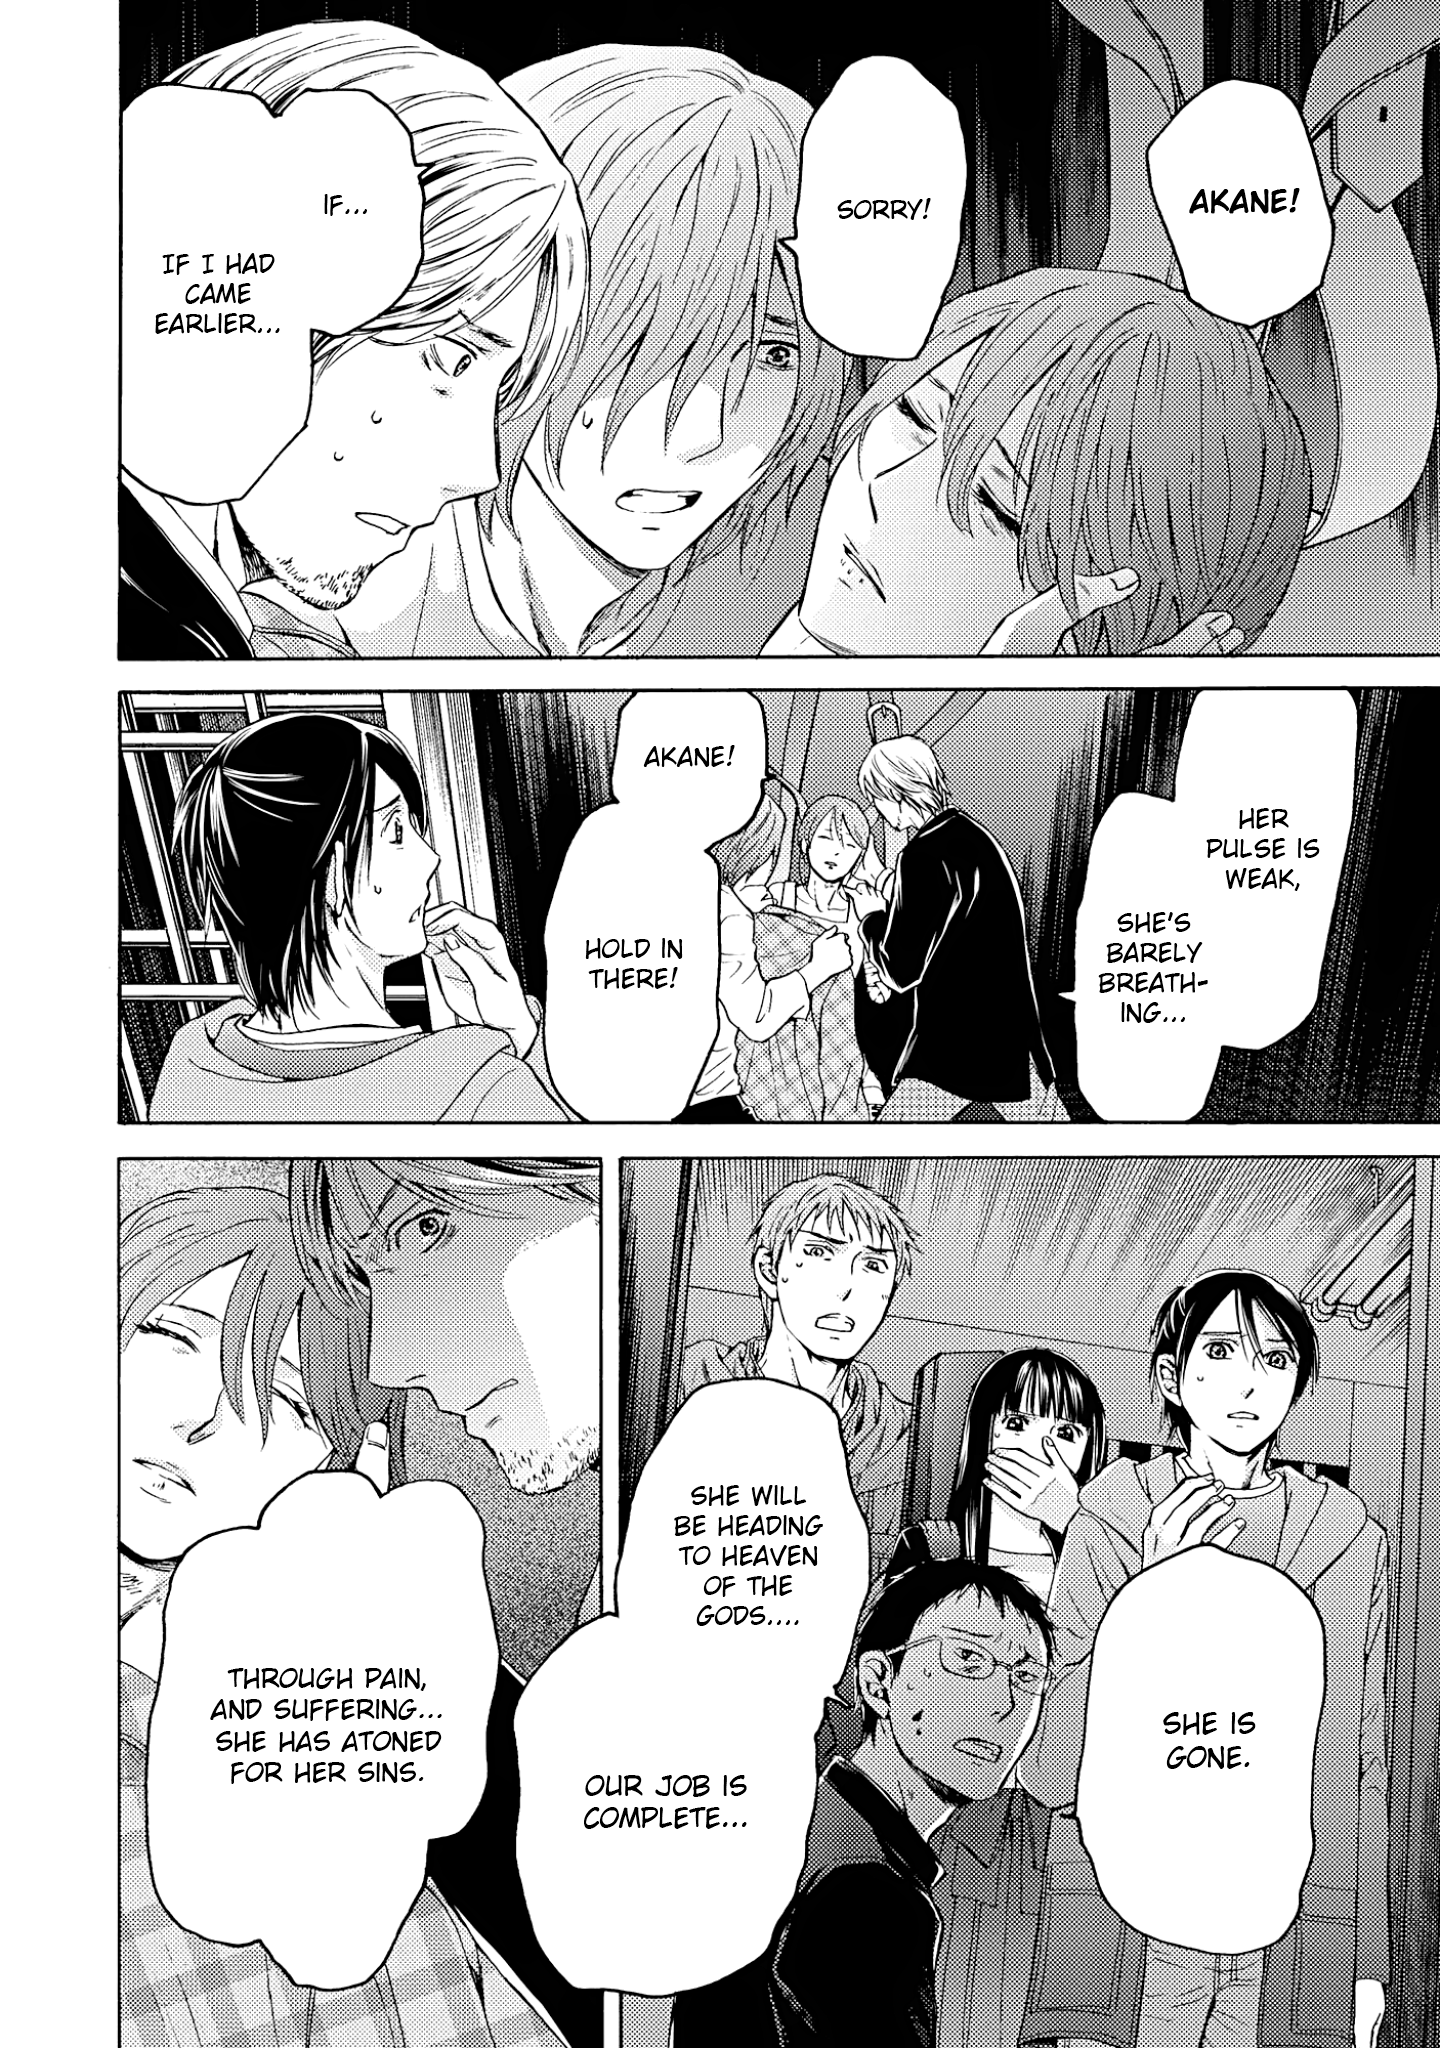 AKANE!
SORRY!
IF...
IF I HAD
CAME
EARLIER...
HER
PULSE IS
WEAK,
SHE'S
BARELY
BREATH-
ING...
AKANE!
HOLD IN
THERE!
SHE IS
GONE.
SHE WILL
BE HEADING
TO HEAVEN
OF THE
GODS....
OUR JOB IS
COMPLETE...
THROUGH PAIN,
AND SUFFERING...
SHE HAS ATONED
FOR HER SINS.